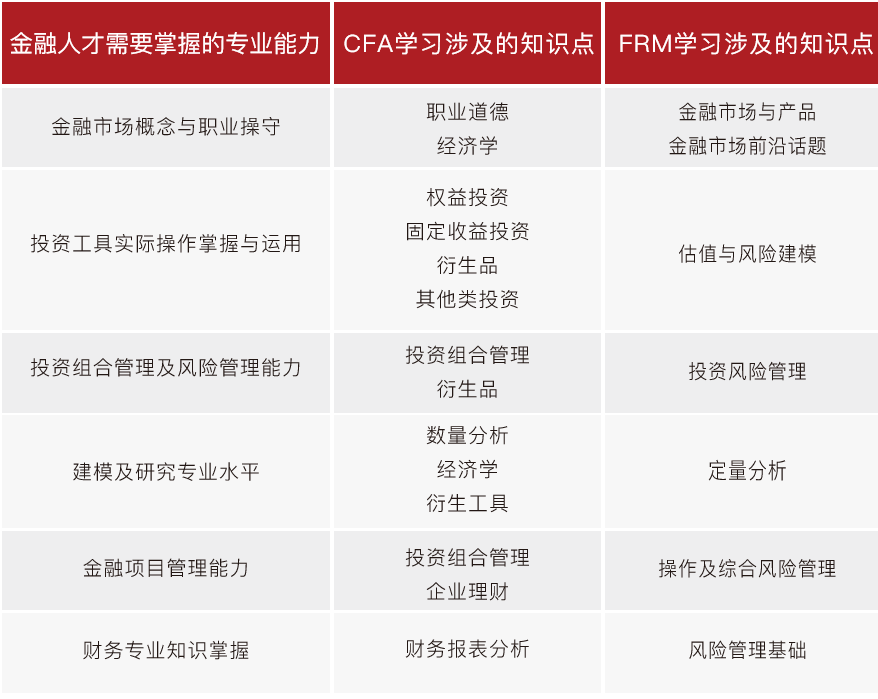 金融人才需要掌握的专业能力
CFA学习涉及的知识点
FRM学习涉及的知识点
金融市场概念与职业操守
职业道德
经济学
金融市场与产品
金融市场前沿话题
投资工具实际操作掌握与运用
权益投资
固定收益投资
衍生品
其他类投资
估值与风险建模
投资组合管理及风险管理能力
投资组合管理
衍生品
投资风险管理
建模及研究专业水平
数量分析
经济学
衍生工具
定量分析
金融项目管理能力
投资组合管理
企业理财
操作及综合风险管理
财务专业知识掌握
财务报表分析
风险管理基础